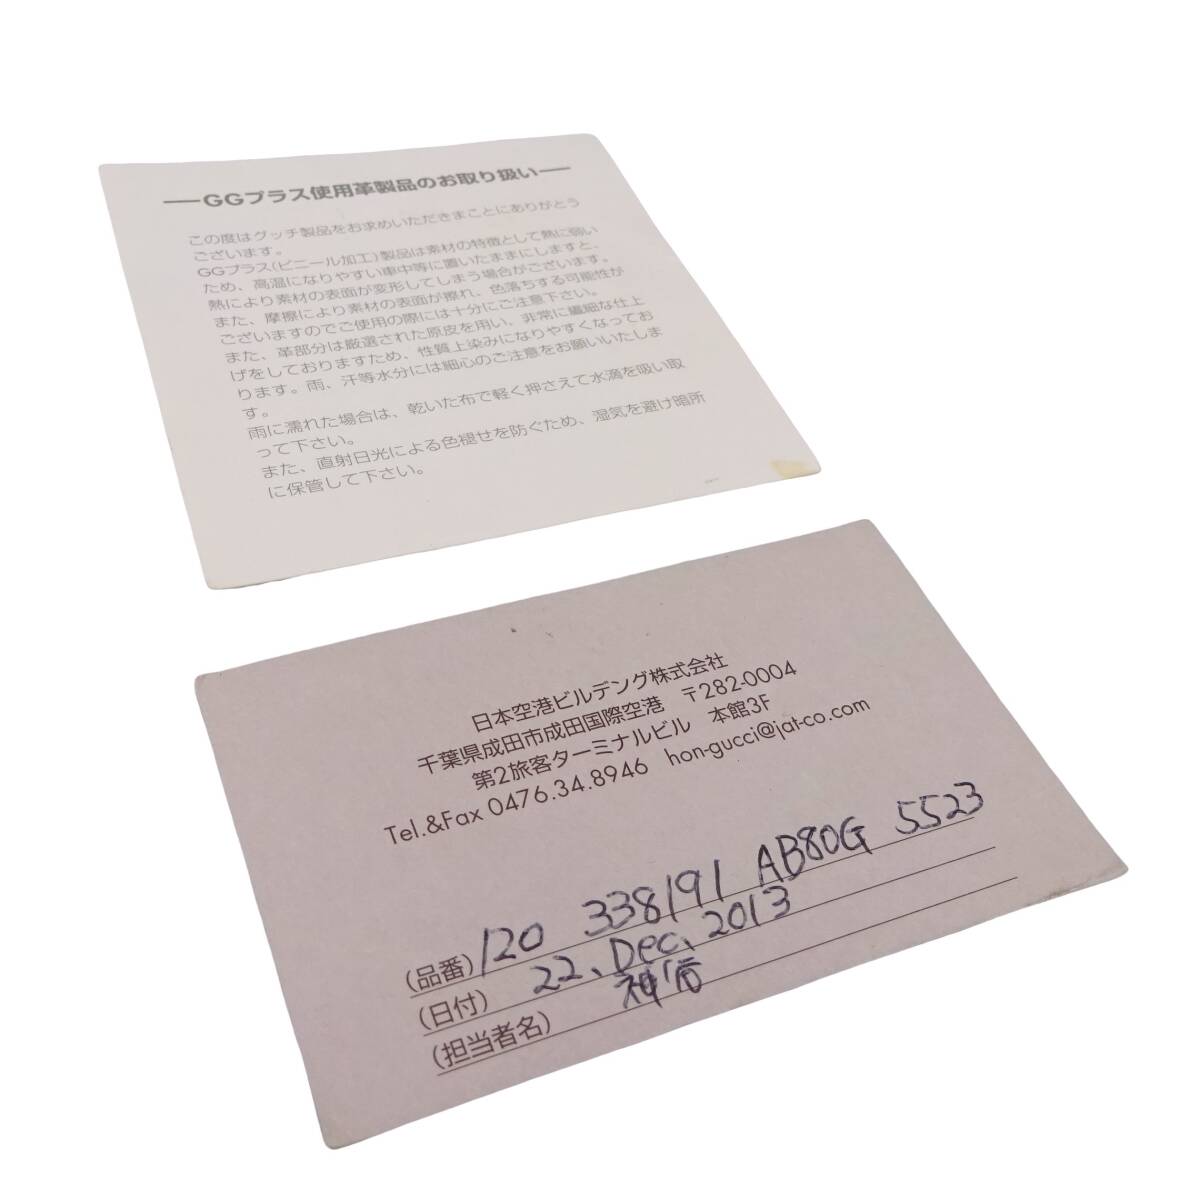 GGプラス使用革製品のお取り扱い
この度はグッチ製品をお求めいただきまことにありがとう
ございます。
GGプラス(ビニール加工)製品は素材の特徴として熱に弱い
ため、高温になりやすい車中等に置いたままにしますと、
熱により素材の表面が変形してしまう場合がございます。
また、摩擦により素材の表面が擦れ、色落ちする可能性が
ございますのでご使用の際には十分にご注意下さい。
また、革部分は厳選された原皮を用い、非常に繊細な仕上
げをしておりますため、性質上染みになりやすくなってお
ります。雨、汗等水分には細心のご注意をお願いいたしま
す。
雨に濡れた場合は、乾いた布で軽く押さえて水滴を吸い取
って下さい。
また、直射日光による色褪せを防ぐため、湿気を避け暗所
に保管して下さい。
日本空港ビルデング株式会社
千葉県成田市成田国際空港 〒282-0004
第2旅客ターミナルビル 本館3F
Tel.&Fax 0476.34.8946 hon-gucci@jat-co.com
(品番) 120 338191 AB80G 5523
(日付) 22. Dec. 2013
(担当者名)